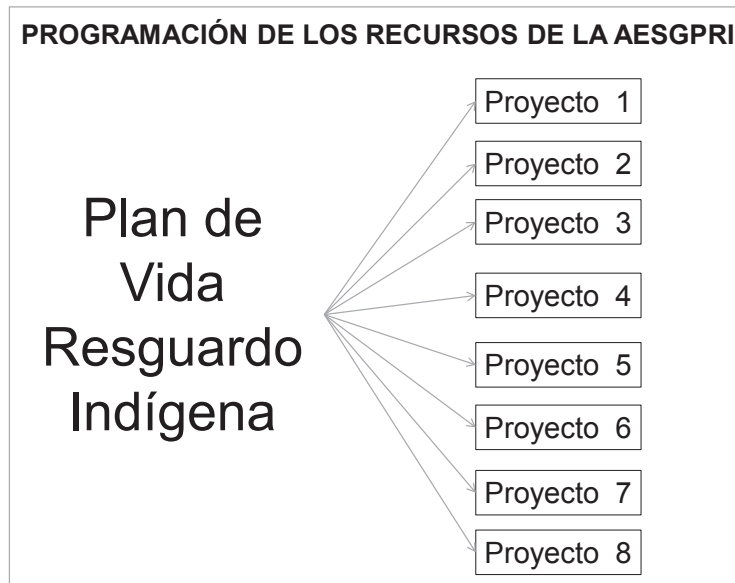 PROGRAMACIÓN DE LOS RECURSOS DE LA AESGPRI
Plan de
Vida
Resguardo
Indígena
Proyecto 1
Proyecto 2
Proyecto 3
Proyecto 4
Proyecto 5
Proyecto 6
Proyecto 7
Proyecto 8